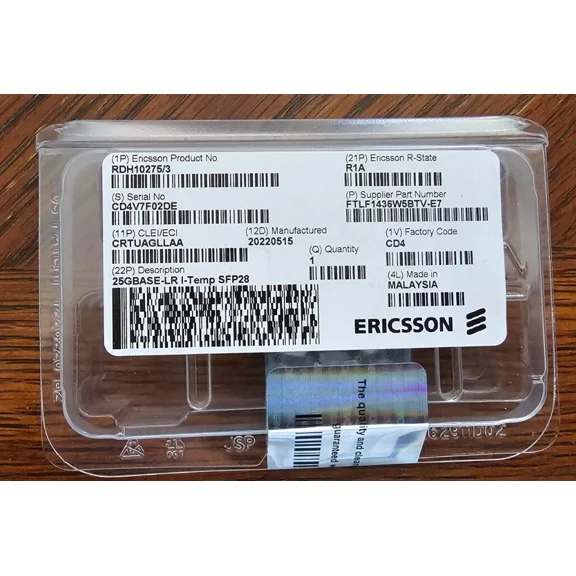 (1P) Ericsson Product No
RDH10275/3
(21P) Ericsson R-State
R1A
(S) Serial No
CD4V7F02DE
(P) Supplier Part Number
FTLF1436W5BTV-E7
(11P) CLEI/ECI
CRTUAGLLAA
(12D) Manufactured
20220515
(Q) Quantity
1
(1V) Factory Code
CD4
(22P) Description
25GBASE-LR I-Temp SFP28
(4L) Made in
MALAYSIA
ERICSSON
The quality and clea
guaranteed
JSP